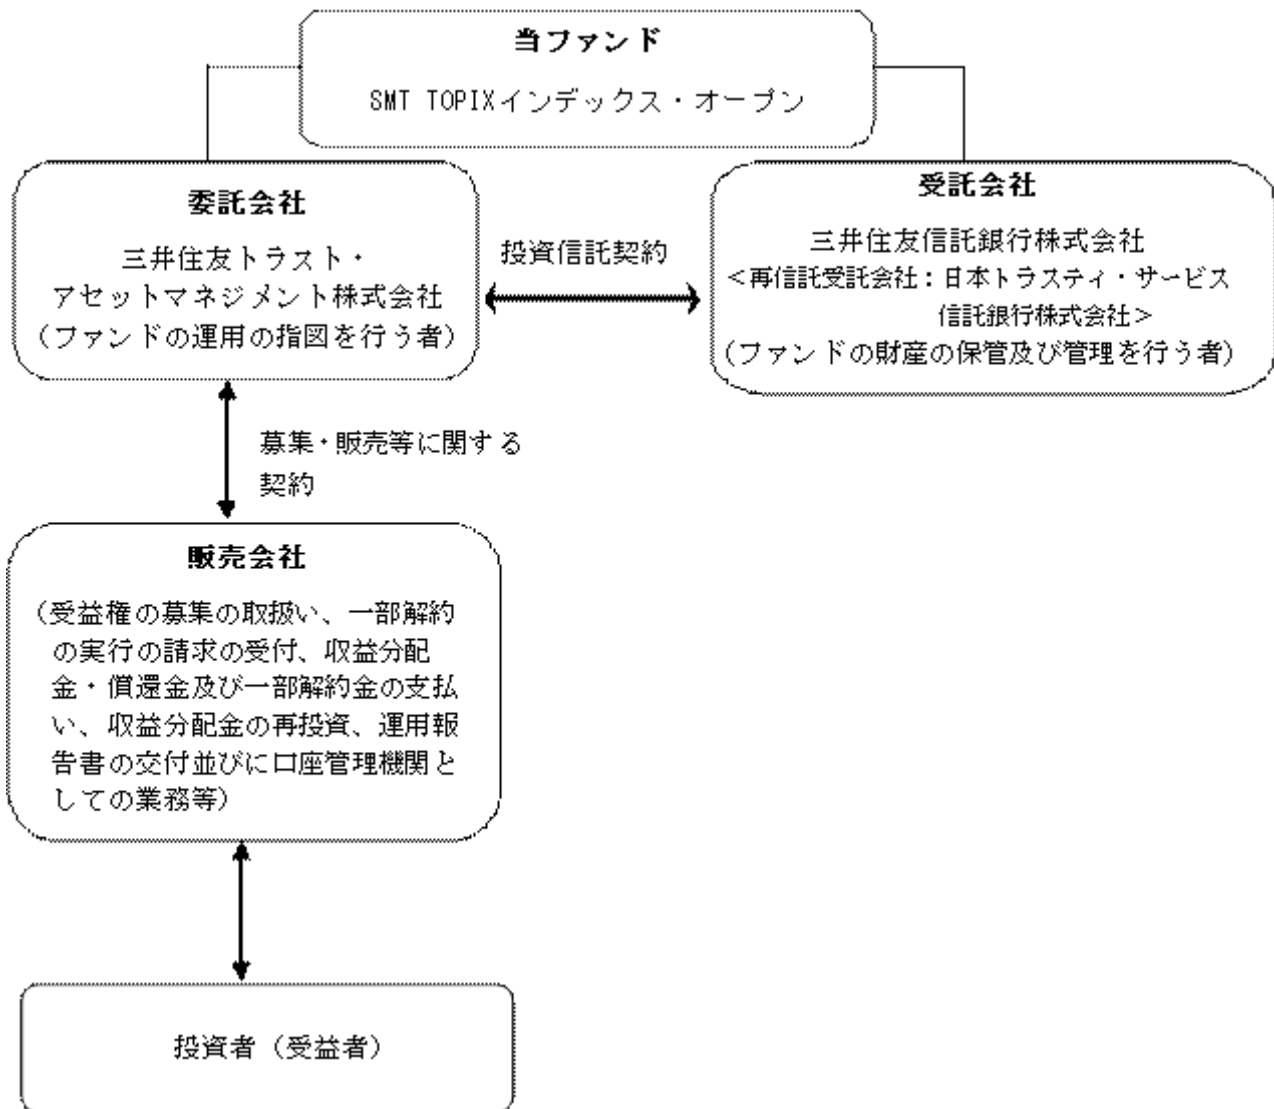 当ファンド
SMT TOPIXインデックス・オープン
委託会社
三井住友トラスト・
アセットマネジメント株式会社
（ファンドの運用の指図を行う者）
投資信託契約
受託会社
三井住友信託銀行株式会社
＜再信託受託会社：日本トラスティ・サービス
信託銀行株式会社＞
（ファンドの財産の保管及び管理を行う者）
募集・販売等に関する
契約
販売会社
（受益権の募集の取扱い、一部解約
の実行の請求の受付、収益分配
金・償還金及び一部解約金の支払
い、収益分配金の再投資、運用報
告書の交付並びに口座管理機関と
しての業務等）
投資者（受益者）